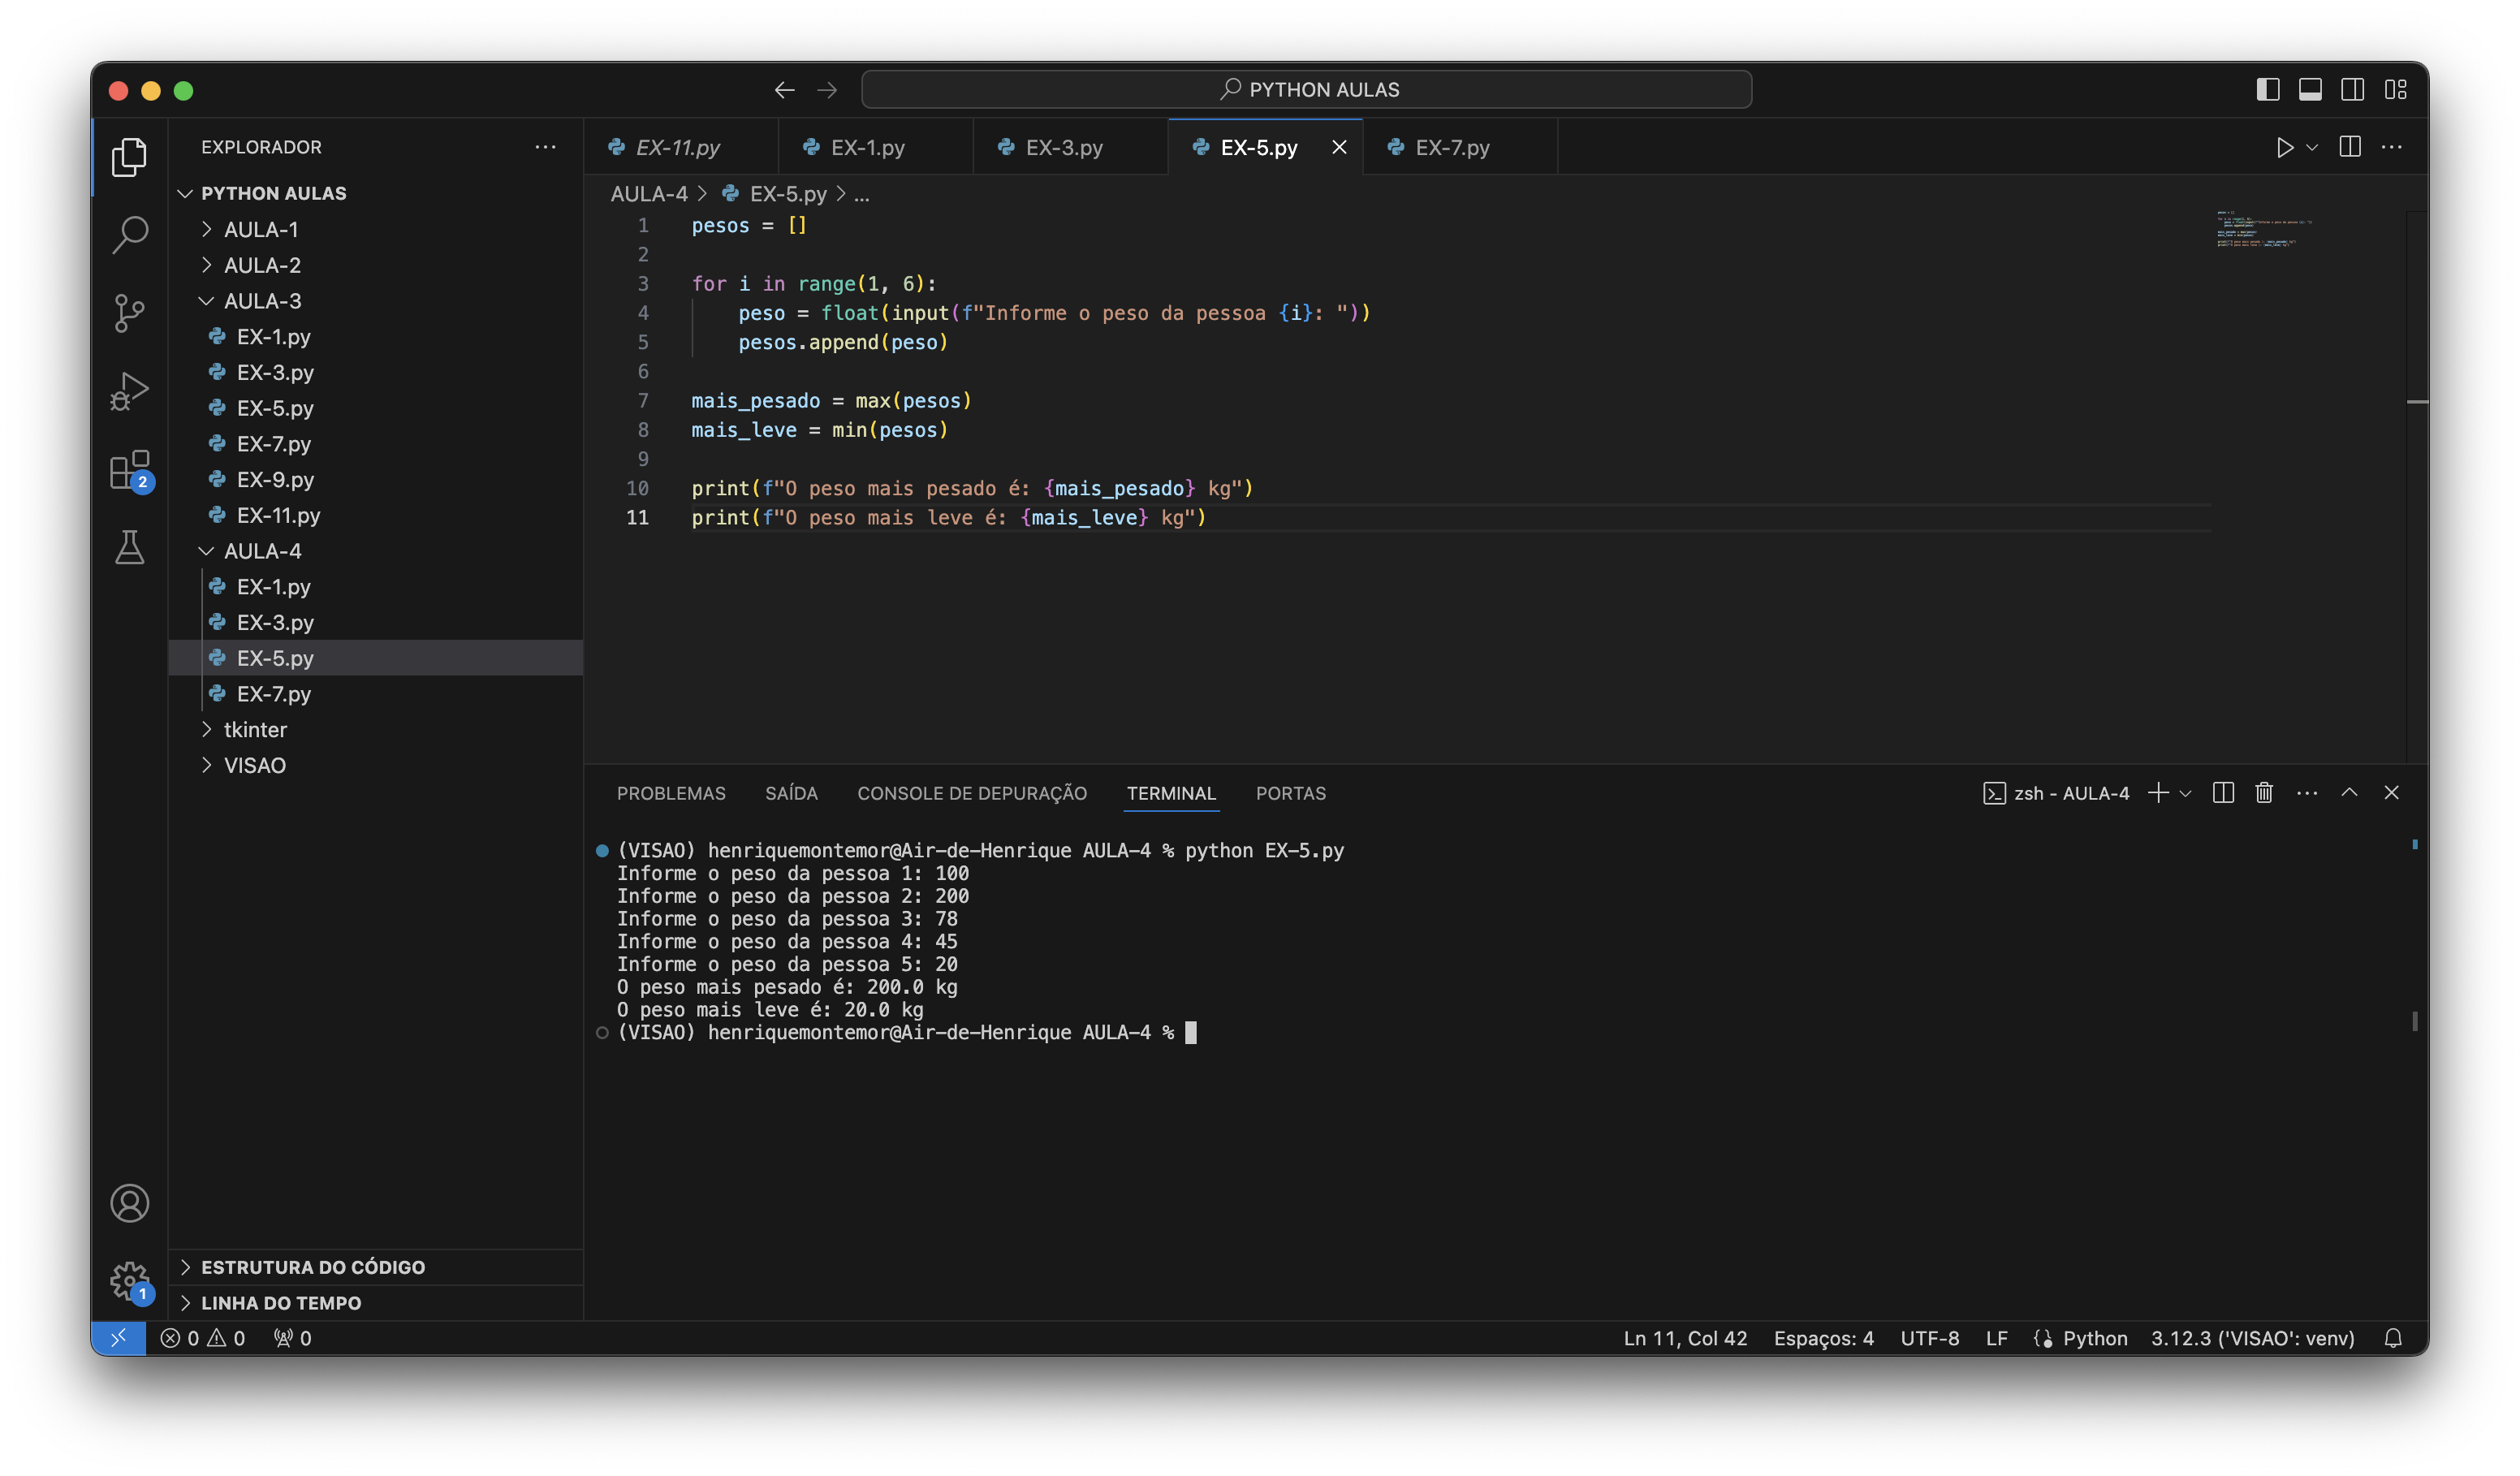 PYTHON AULAS
EXPLORADOR
PYTHON AULAS
AULA-1
AULA-2
AULA-3
EX-1.py
EX-3.py
EX-5.py
EX-7.py
EX-9.py
EX-11.py
AULA-4
EX-1.py
EX-3.py
EX-5.py
EX-7.py
tkinter
VISAO
ESTRUTURA DO CÓDIGO
LINHA DO TEMPO
2
1
EX-11.py EX-1.py EX-3.py EX-5.py EX-7.py
AULA-4 > EX-5.py > ...
1 pesos = []
2
3 for i in range(1, 6):
4     peso = float(input(f"Informe o peso da pessoa {i}: "))
5     pesos.append(peso)
6
7 mais_pesado = max(pesos)
8 mais_leve = min(pesos)
9
10 print(f"O peso mais pesado é: {mais_pesado} kg")
11 print(f"O peso mais leve é: {mais_leve} kg")
PROBLEMAS SAÍDA CONSOLE DE DEPURAÇÃO TERMINAL PORTAS zsh - AULA-4
(VISAO) henriquemontemor@Air-de-Henrique AULA-4 % python EX-5.py
Informe o peso da pessoa 1: 100
Informe o peso da pessoa 2: 200
Informe o peso da pessoa 3: 78
Informe o peso da pessoa 4: 45
Informe o peso da pessoa 5: 20
O peso mais pesado é: 200.0 kg
O peso mais leve é: 20.0 kg
(VISAO) henriquemontemor@Air-de-Henrique AULA-4 %
0 0 0 Ln 11, Col 42 Espaços: 4 UTF-8 LF Python 3.12.3 ('VISAO': venv)